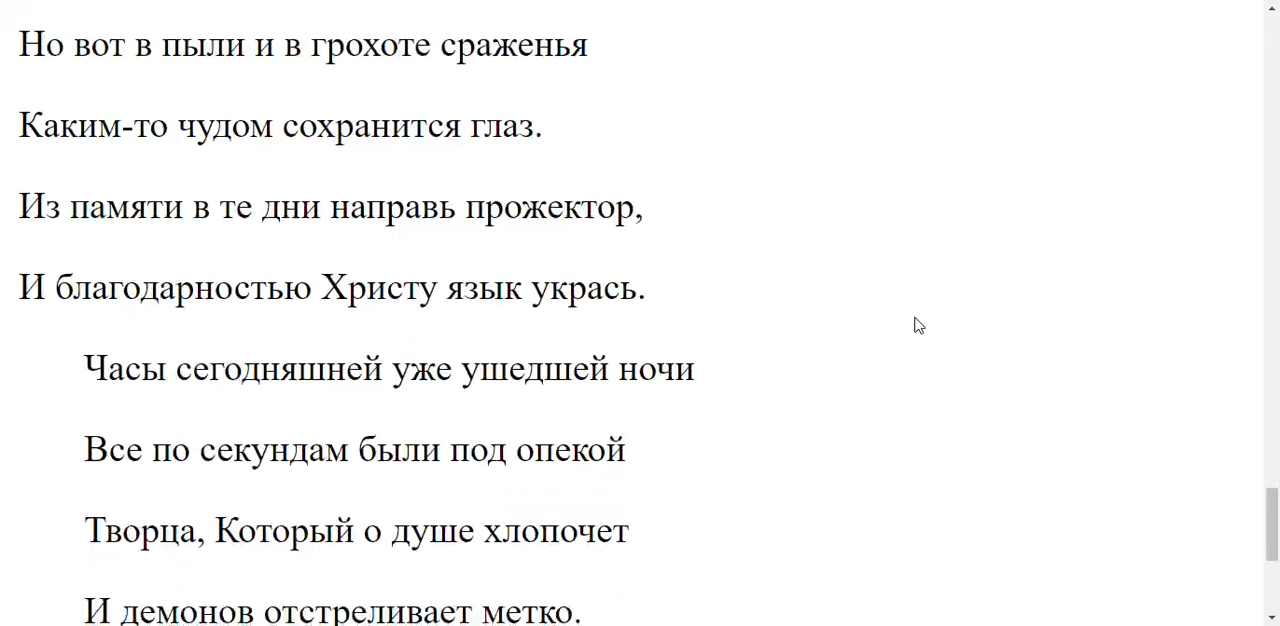 Но вот в пыли и в грохоте сраженья
Каким-то чудом сохранится глаз.
Из памяти в те дни направь прожектор,
И благодарностью Христу язык укрась.
Часы сегодняшней уже ушедшей ночи
Все по секундам были под опекой
Творца, Который о душе хлопочет
И демонов отстреливает метко.